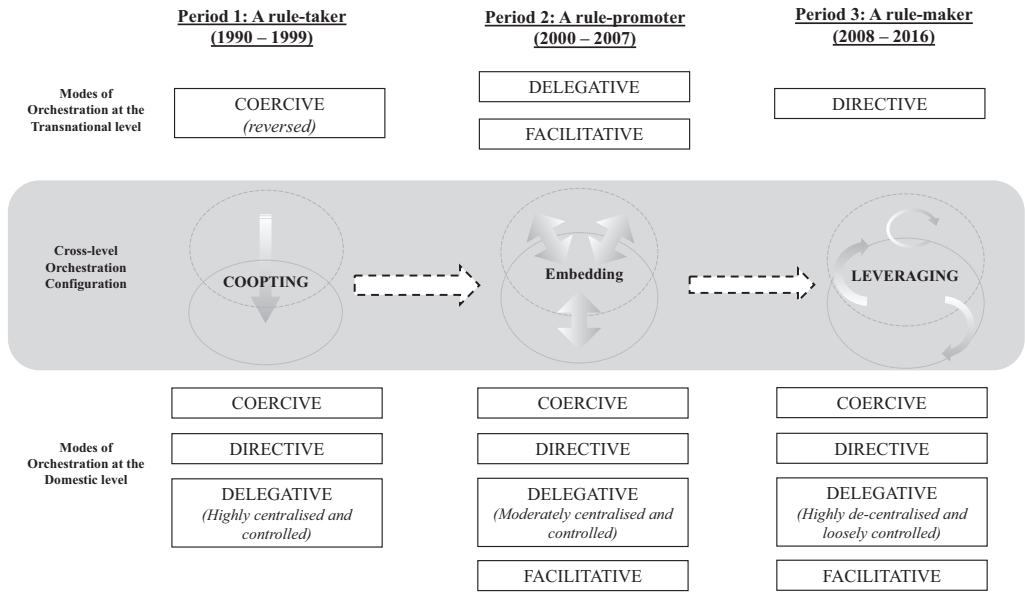 Period 1: A rule-taker
(1990 – 1999)
Period 2: A rule-promoter
(2000 – 2007)
Period 3: A rule-maker
(2008 – 2016)
Modes of
Orchestration at the
Transnational level
COERCIVE
(reversed)
DELEGATIVE
FACILITATIVE
DIRECTIVE
Cross-level
Orchestration
Configuration
COOPTING
Embedding
LEVERAGING
Modes of
Orchestration at the
Domestic level
COERCIVE
DIRECTIVE
DELEGATIVE
(Highly centralised and
controlled)
COERCIVE
DIRECTIVE
DELEGATIVE
(Moderately centralised and
controlled)
FACILITATIVE
COERCIVE
DIRECTIVE
DELEGATIVE
(Highly de-centralised and
loosely controlled)
FACILITATIVE